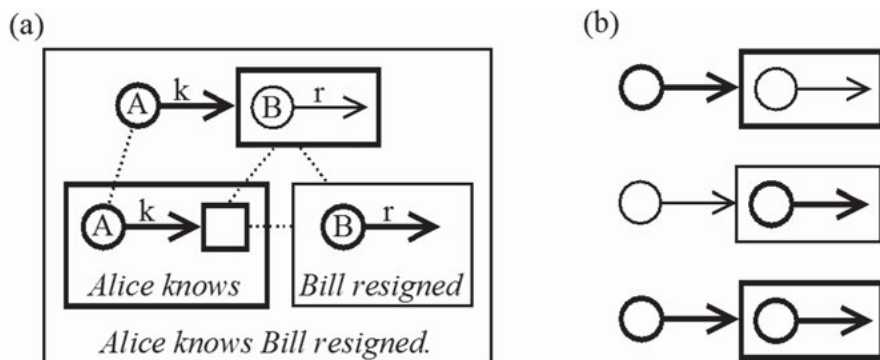 (a) (b)
k
A B r
k r
A B
Alice knows Bill resigned
Alice knows Bill resigned.